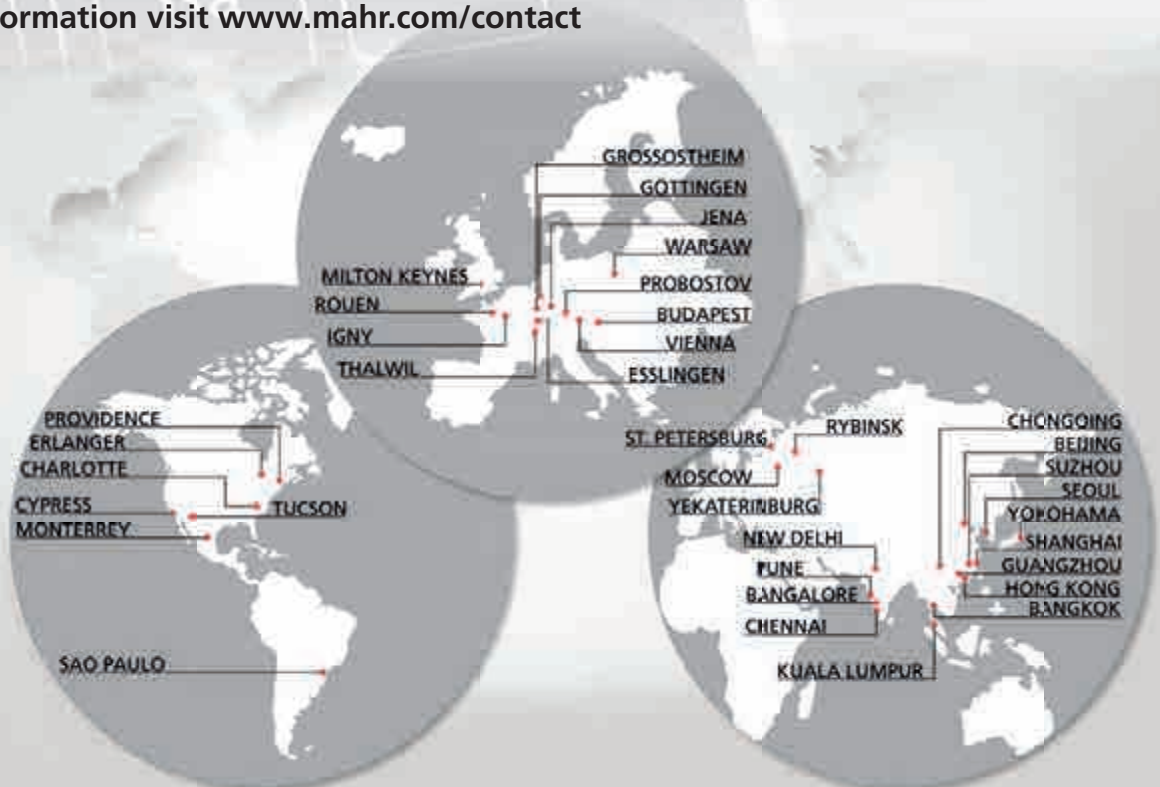 ormation visit www.mahr.com/contact
GROSSOSTHEIM
GÖTTINGEN
JENA
WARSAW
MILTON KEYNES
PROBOSTOV
ROUEN
BUDAPEST
IGNY
VIENNA
THALWIL
ESSLINGEN
PROVIDENCE
ERLANGER
CHARLOTTE
CYPRESS
TUCSON
MONTERREY
SAO PAULO
ST. PETERSBURG
RYBINSK
MOSCOW
YEKATERINBURG
NEW DELHI
PUNE
BANGALORE
CHENNAI
KUALA LUMPUR
CHONGQING
BEIJING
SUZHOU
SEOUL
YOKOHAMA
SHANGHAI
GUANGZHOU
HONG KONG
BANGKOK